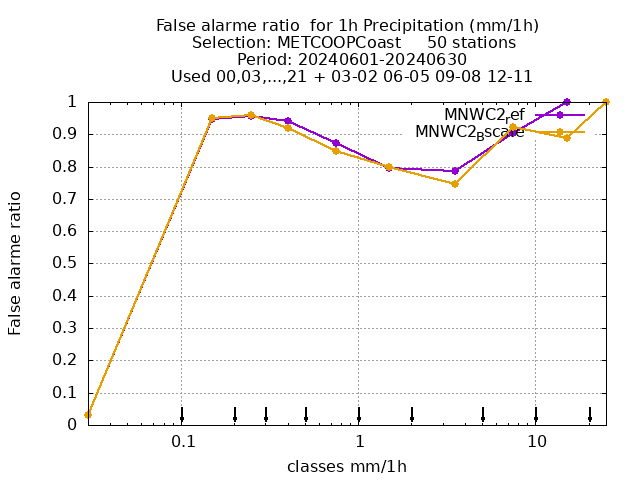 False alarme ratio  for 1h Precipitation (mm/1h)
Selection: METCOOPCoast     50 stations
Period: 20240601-20240630
Used 00,03,...,21 + 03-02 06-05 09-08 12-11
MNWC2ref
MNWC2Bscale
1
0.9
0.8
0.7
0.6
0.5
0.4
0.3
0.2
0.1
0
False alarme ratio
0.1
1
10
classes mm/1h